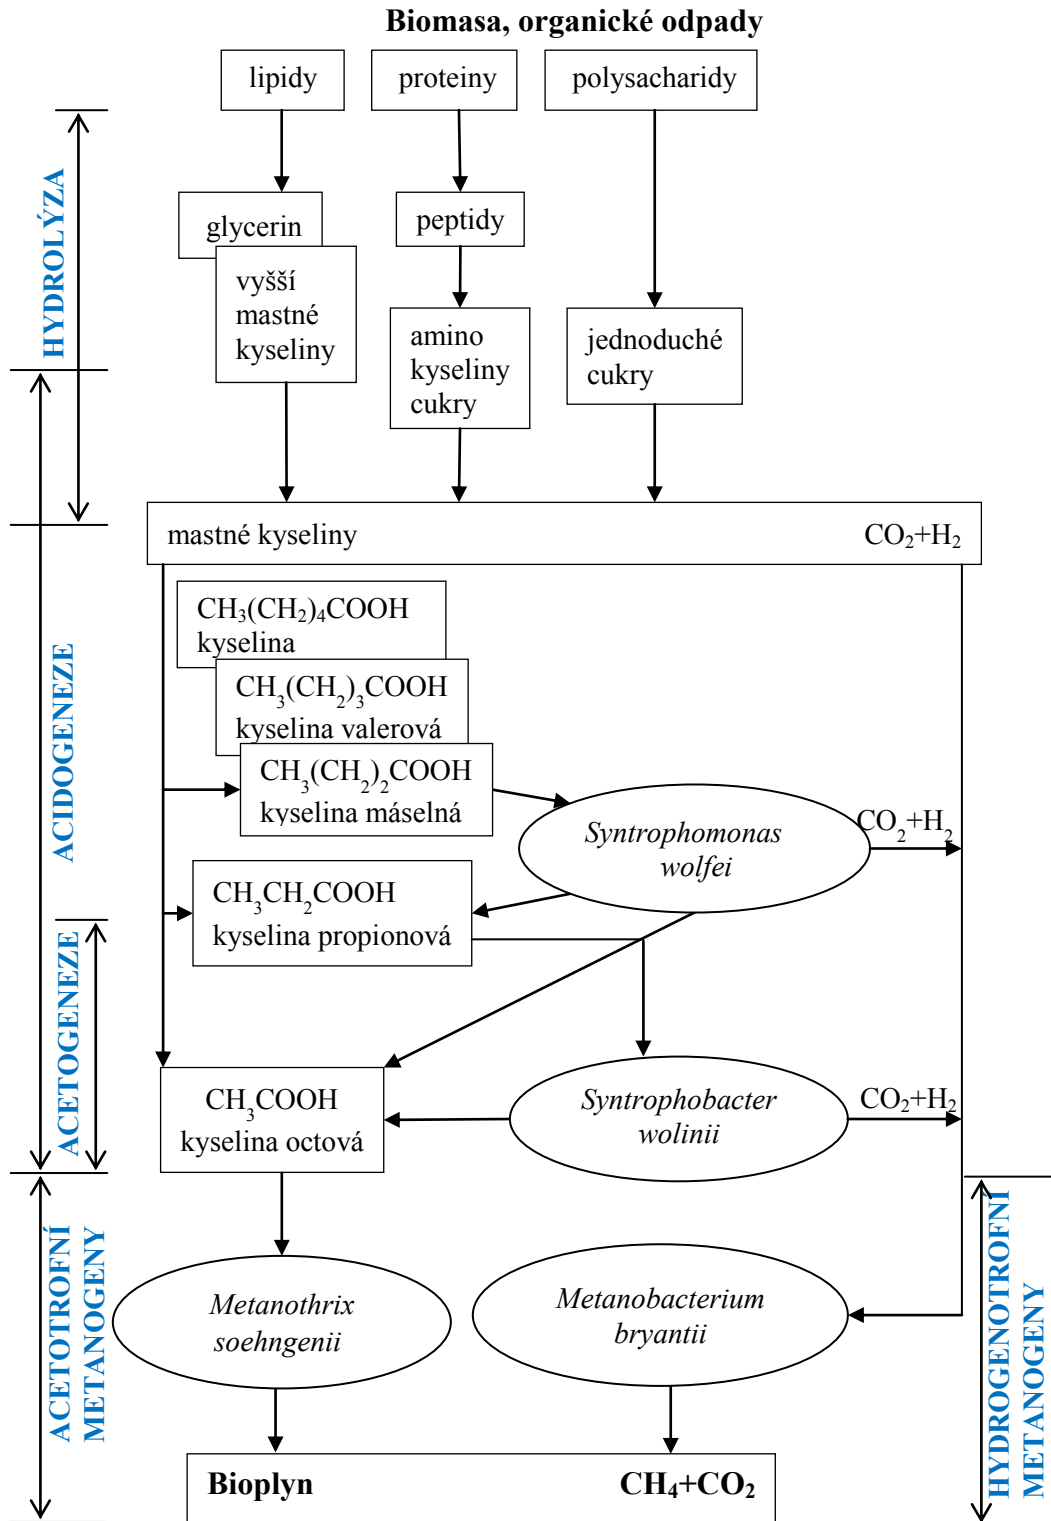 Biomasa, organické odpady
lipidy
proteiny
polysacharidy
HYDROLÝZA
glycerin
peptidy
vyšší
mastné
kyseliny
amino
kyseliny
cukry
jednoduché
cukry
mastné kyseliny
CO₂+H₂
ACIDOGENEZE
CH₃(CH₂)₄COOH
kyselina
CH₃(CH₂)₃COOH
kyselina valerová
CH₃(CH₂)₂COOH
kyselina máselná
Syntrophomonas
wolfei
CO₂+H₂
CH₃CH₂COOH
kyselina propionová
ACETOGENEZE
CH₃COOH
kyselina octová
Syntrophobacter
wolinii
CO₂+H₂
ACETOTROFNÍ
METANOGENY
Metanothrix
soehngenii
Metanobacterium
bryantii
HYDROGENOTROFNÍ
METANOGENY
Bioplyn
CH₄+CO₂